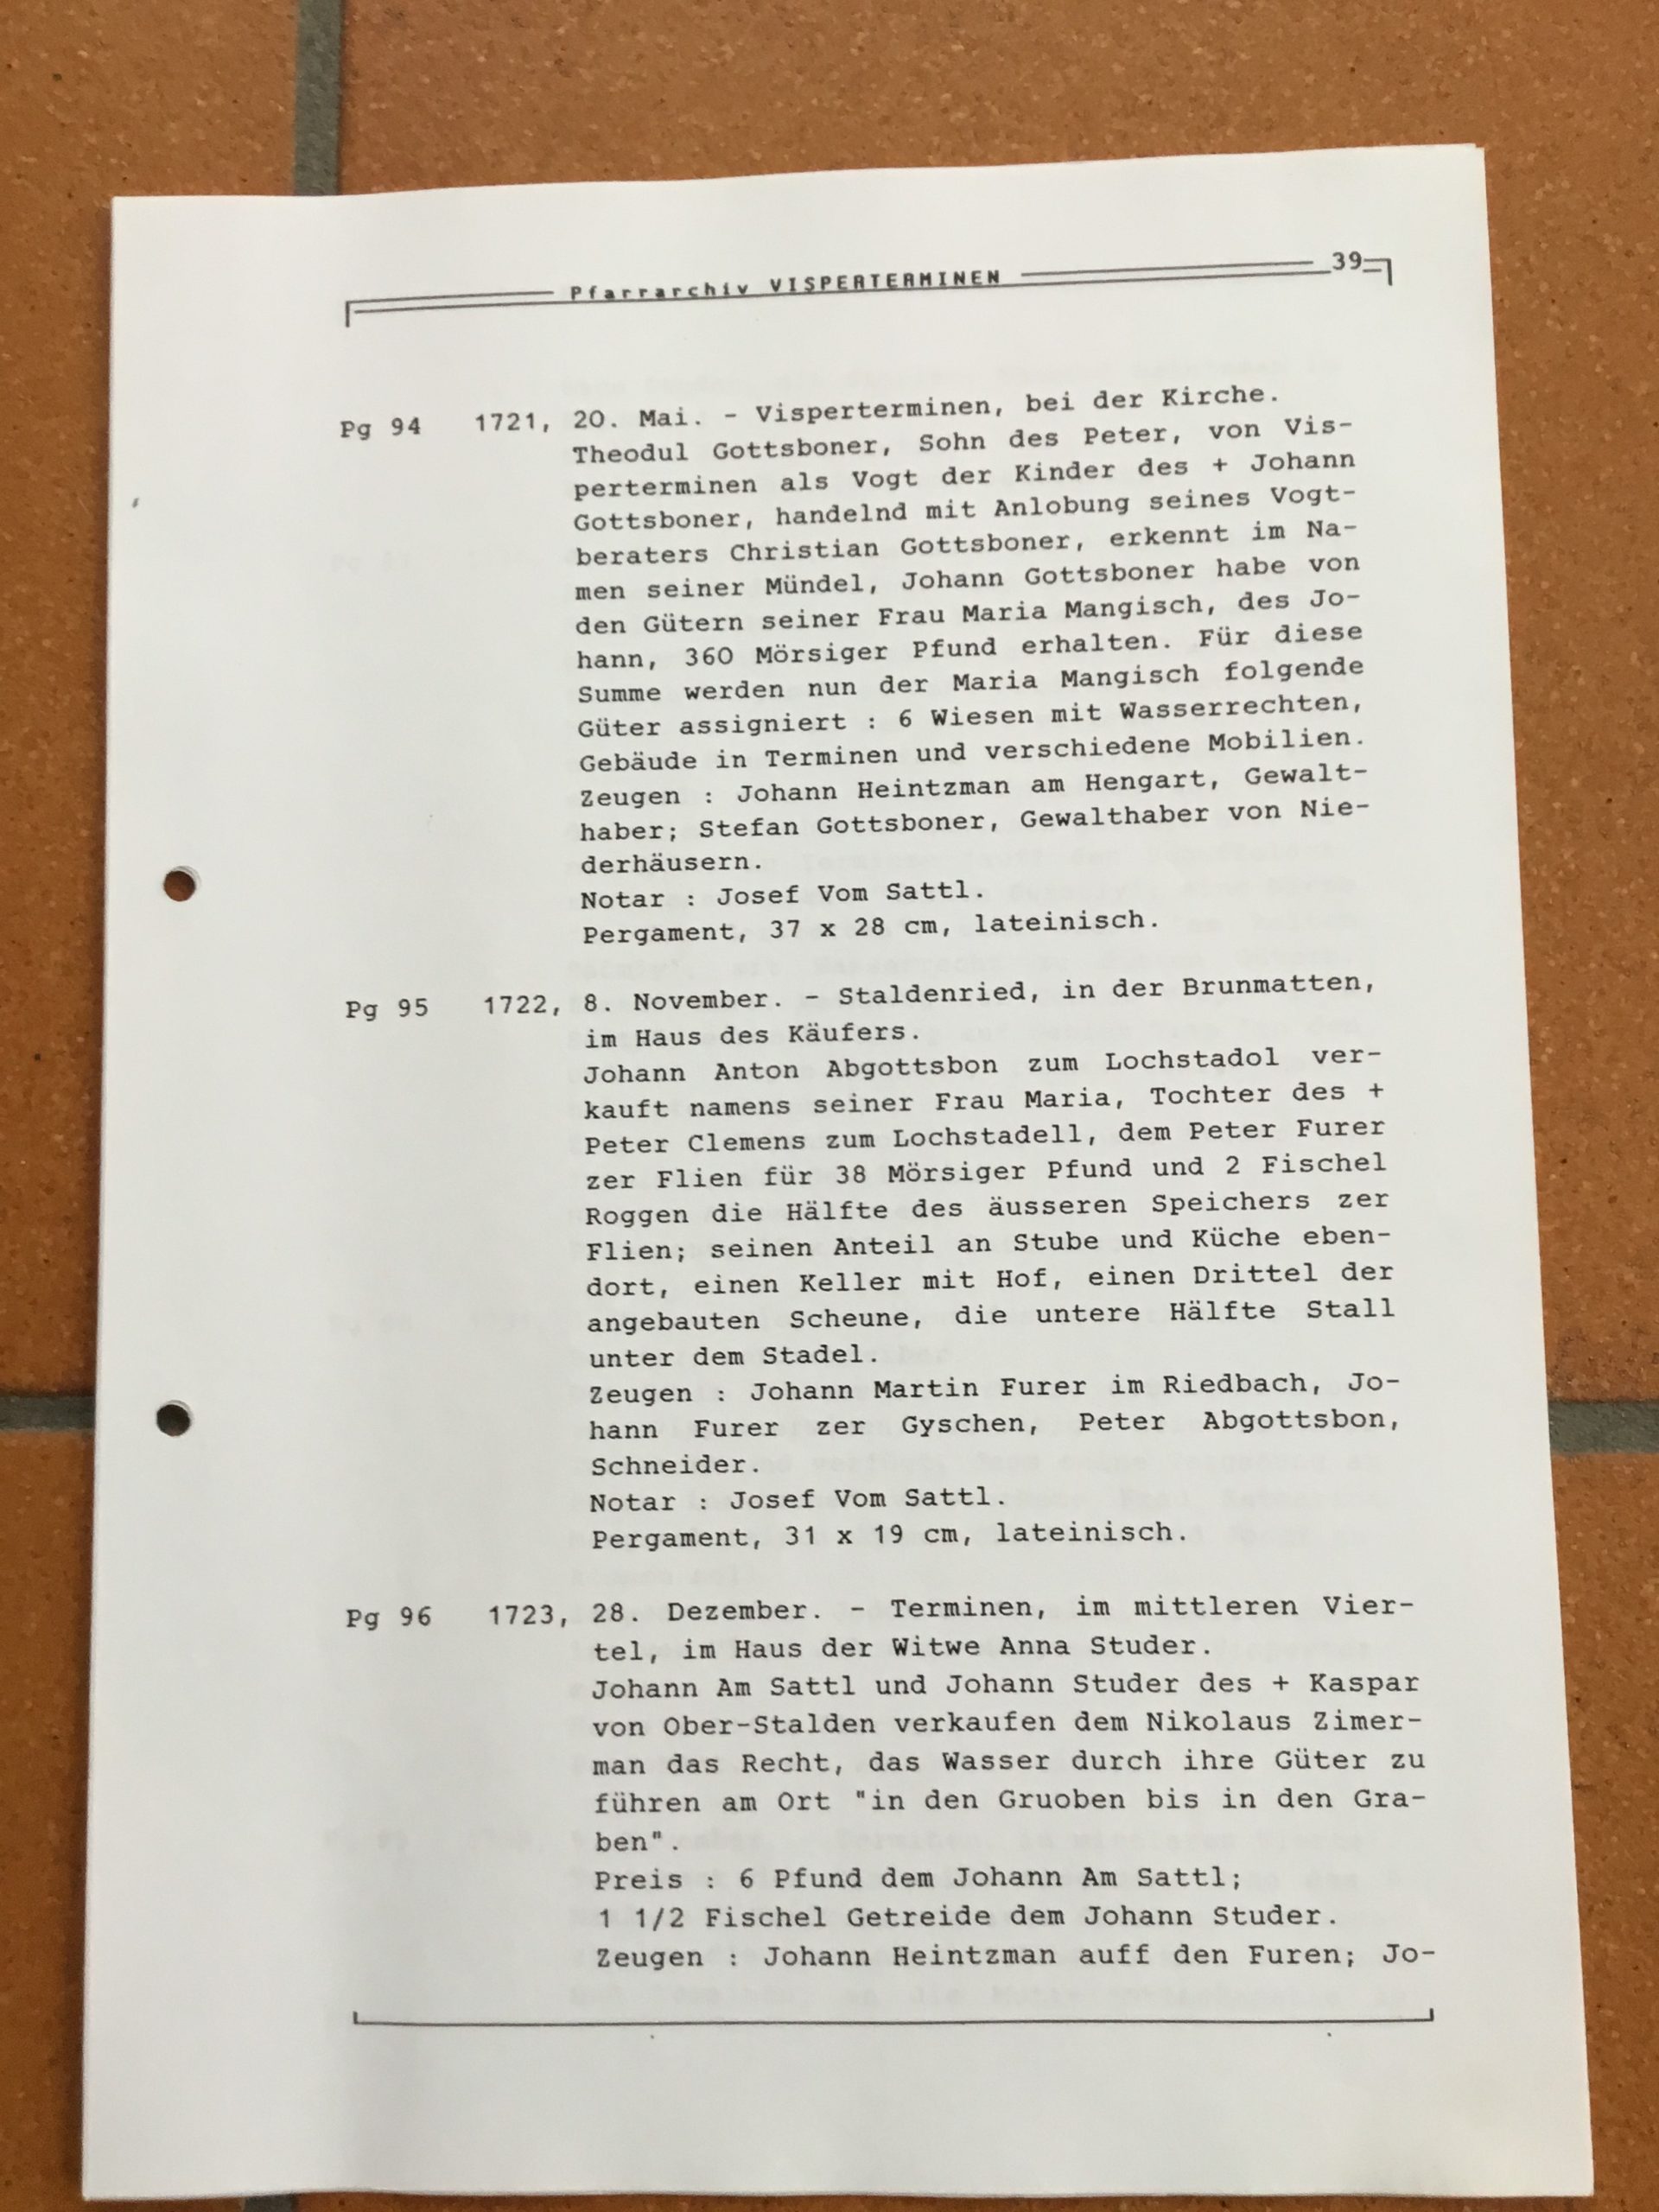 Pfarrarchiv VISPERTERMINEN 39
Pg 94 1721, 20. Mai. - Visperterminen, bei der Kirche.
Theodul Gottsboner, Sohn des Peter, von Vis-
perterminen als Vogt der Kinder des + Johann
Gottsboner, handelnd mit Anlobung seines Vogt-
beraters Christian Gottsboner, erkennt im Na-
men seiner Mündel, Johann Gottsboner habe von
den Gütern seiner Frau Maria Mangisch, des Jo-
hann, 360 Mörsiger Pfund erhalten. Für diese
Summe werden nun der Maria Mangisch folgende
Güter assigniert : 6 Wiesen mit Wasserrechten,
Gebäude in Terminen und verschiedene Mobilien.
Zeugen : Johann Heintzman am Hengart, Gewalt-
haber; Stefan Gottsboner, Gewalthaber von Nie-
derhäusern.
Notar : Josef Vom Sattl.
Pergament, 37 x 28 cm, lateinisch.
Pg 95 1722, 8. November. - Staldenried, in der Brunmatten,
im Haus des Käufers.
Johann Anton Abgottsbon zum Lochstadol ver-
kauft namens seiner Frau Maria, Tochter des +
Peter Clemens zum Lochstadell, dem Peter Furer
zer Flien für 38 Mörsiger Pfund und 2 Fischel
Roggen die Hälfte des äusseren Speichers zer
Flien; seinen Anteil an Stube und Küche eben-
dort, einen Keller mit Hof, einen Drittel der
angebauten Scheune, die untere Hälfte Stall
unter dem Stadel.
Zeugen : Johann Martin Furer im Riedbach, Jo-
hann Furer zer Gyschen, Peter Abgottsbon,
Schneider.
Notar : Josef Vom Sattl.
Pergament, 31 x 19 cm, lateinisch.
Pg 96 1723, 28. Dezember. - Terminen, im mittleren Vier-
tel, im Haus der Witwe Anna Studer.
Johann Am Sattl und Johann Studer des + Kaspar
von Ober-Stalden verkaufen dem Nikolaus Zimer-
man das Recht, das Wasser durch ihre Güter zu
führen am Ort "in den Gruoben bis in den Gra-
ben".
Preis : 6 Pfund dem Johann Am Sattl;
1 1/2 Fischel Getreide dem Johann Studer.
Zeugen : Johann Heintzman auff den Furen; Jo-